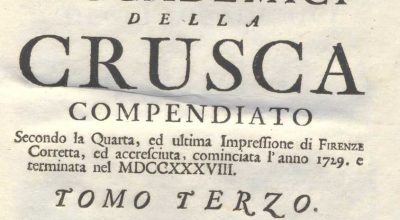 DELLA
CRUSCA
COMPENDIATO
Secondo la Quarta, ed ultima Impreſſione di FIRENZE
Corretta, ed accreſciuta, cominciata l'anno 1729. e
terminata nel MDCCXXXVIII.
TOMO TERZO.